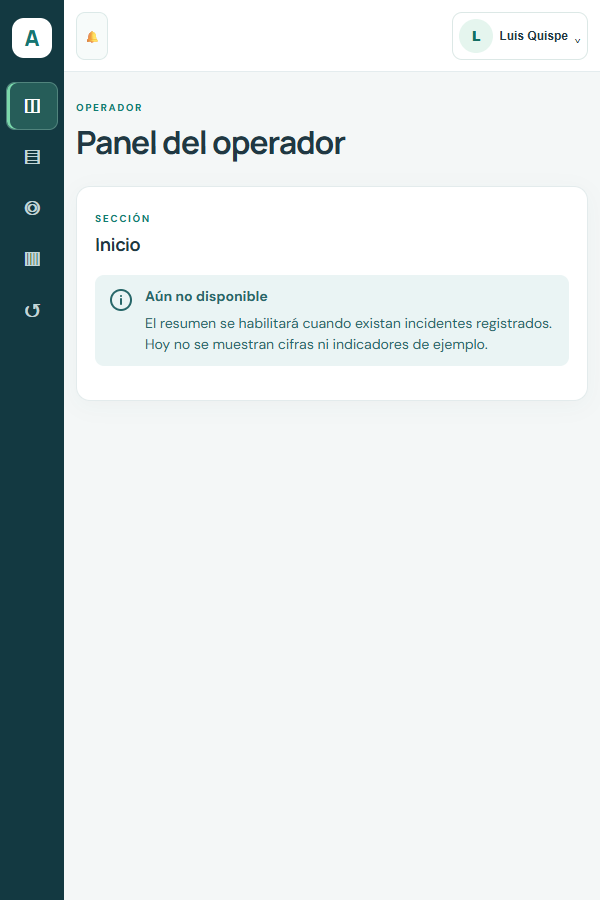 A
L
Luis Quispe
OPERADOR
Panel del operador
SECCIÓN
Inicio
Aún no disponible
El resumen se habilitará cuando existan incidentes registrados.
Hoy no se muestran cifras ni indicadores de ejemplo.